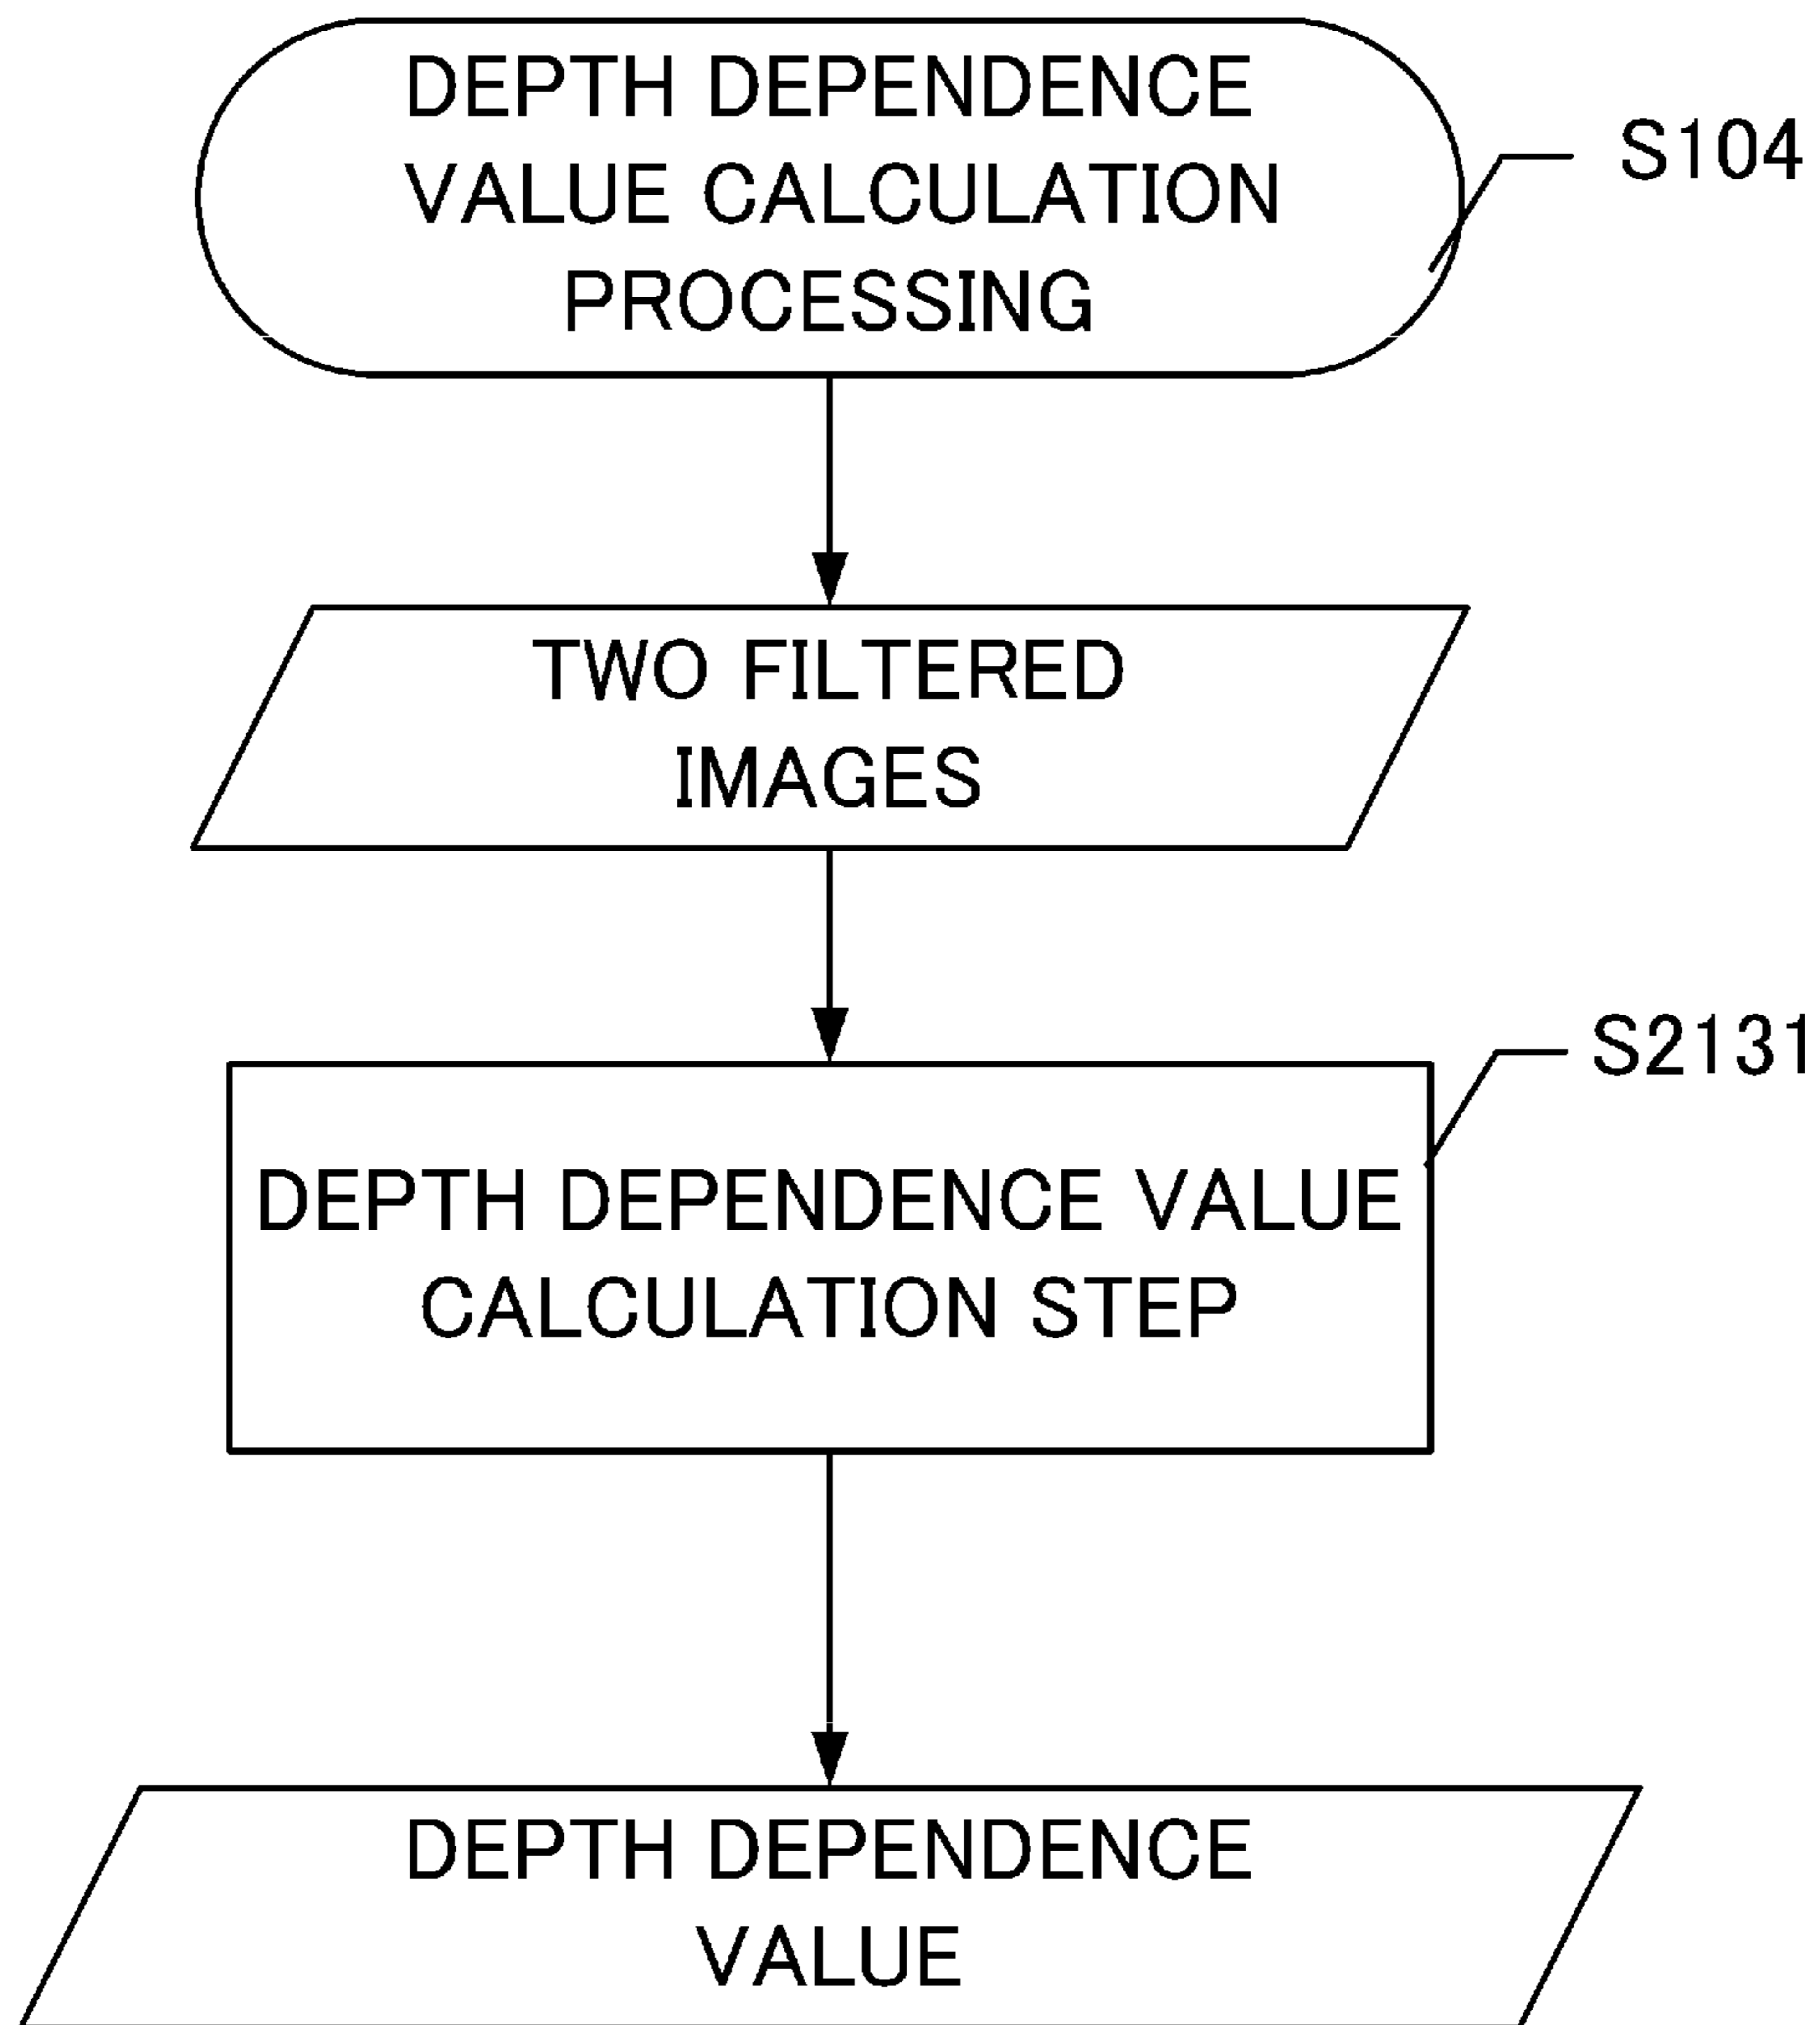 DEPTH DEPENDENCE
VALUE CALCULATION
PROCESSING
S104
TWO FILTERED
IMAGES
S2131
DEPTH DEPENDENCE VALUE
CALCULATION STEP
DEPTH DEPENDENCE
VALUE